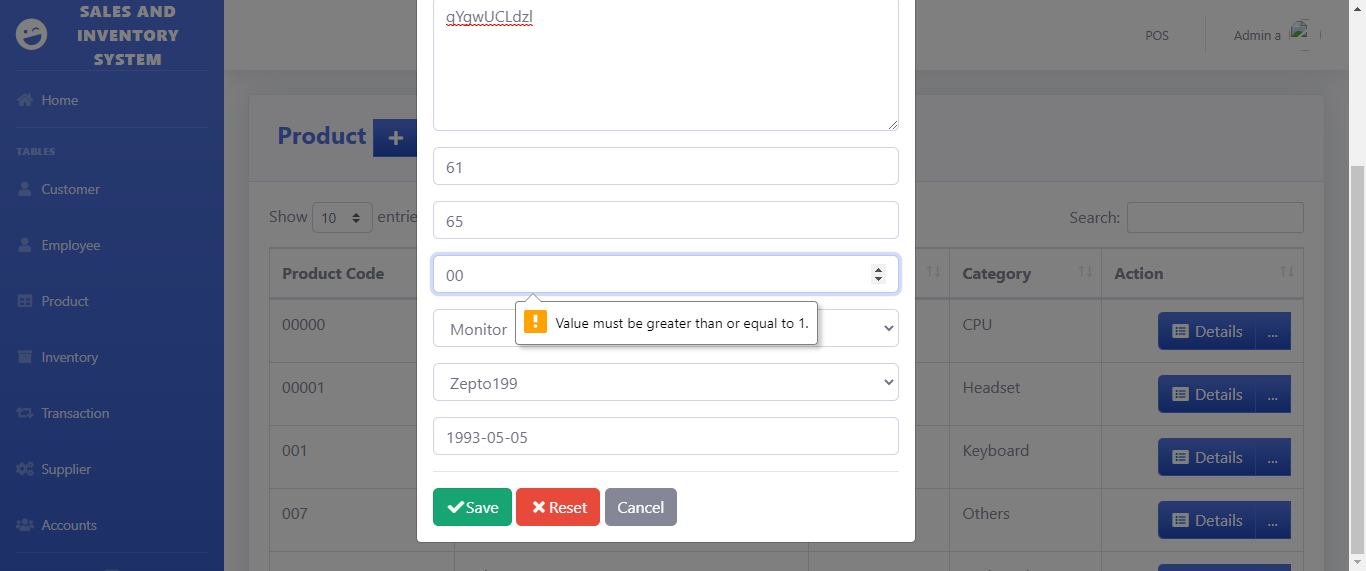 SALES AND
INVENTORY
SYSTEM
Home
TABLES
Customer
Employee
Product
Inventory
Transaction
Supplier
Accounts
POS
Admin a
Product
Show 10 entrie
Search:
Product Code
Category
Action
00000
CPU
Details ...
00001
Headset
Details ...
001
Keyboard
Details ...
007
Others
Details ...
gYgwUCLdzl
61
65
00
Value must be greater than or equal to 1.
Monitor
Zepto199
1993-05-05
Save
Reset
Cancel